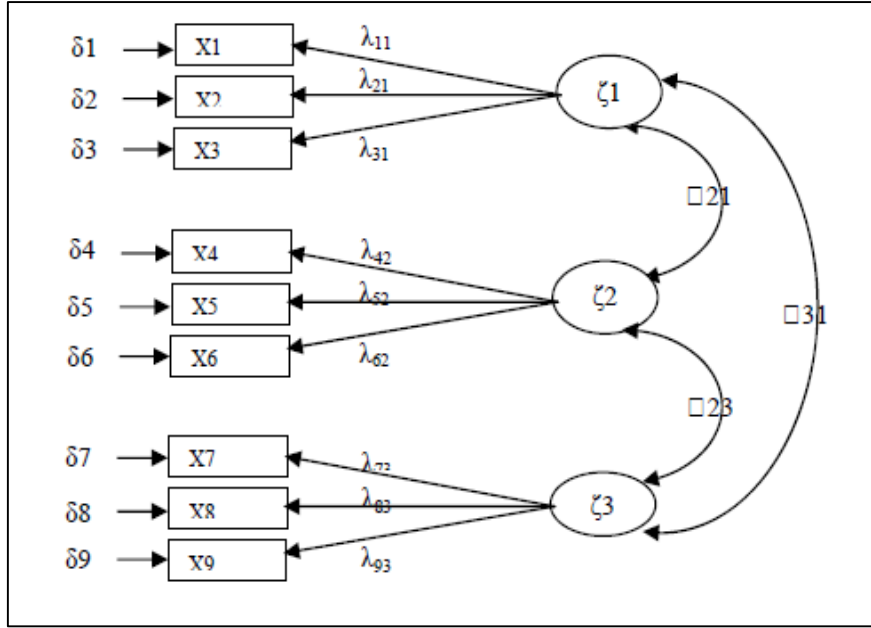 δ1 X1 λ11
δ2 X2 λ21 ζ1
δ3 X3 λ31
□21
δ4 X4 λ42
δ5 X5 λ52 ζ2
δ6 X6 λ62
□31
□23
δ7 X7 λ73
δ8 X8 λ83 ζ3
δ9 X9 λ93